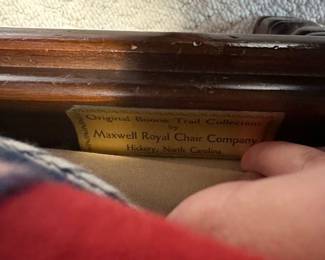 Original Boone Trail Collection
by
Maxwell Royal Chair Company
Hickory, North Carolina